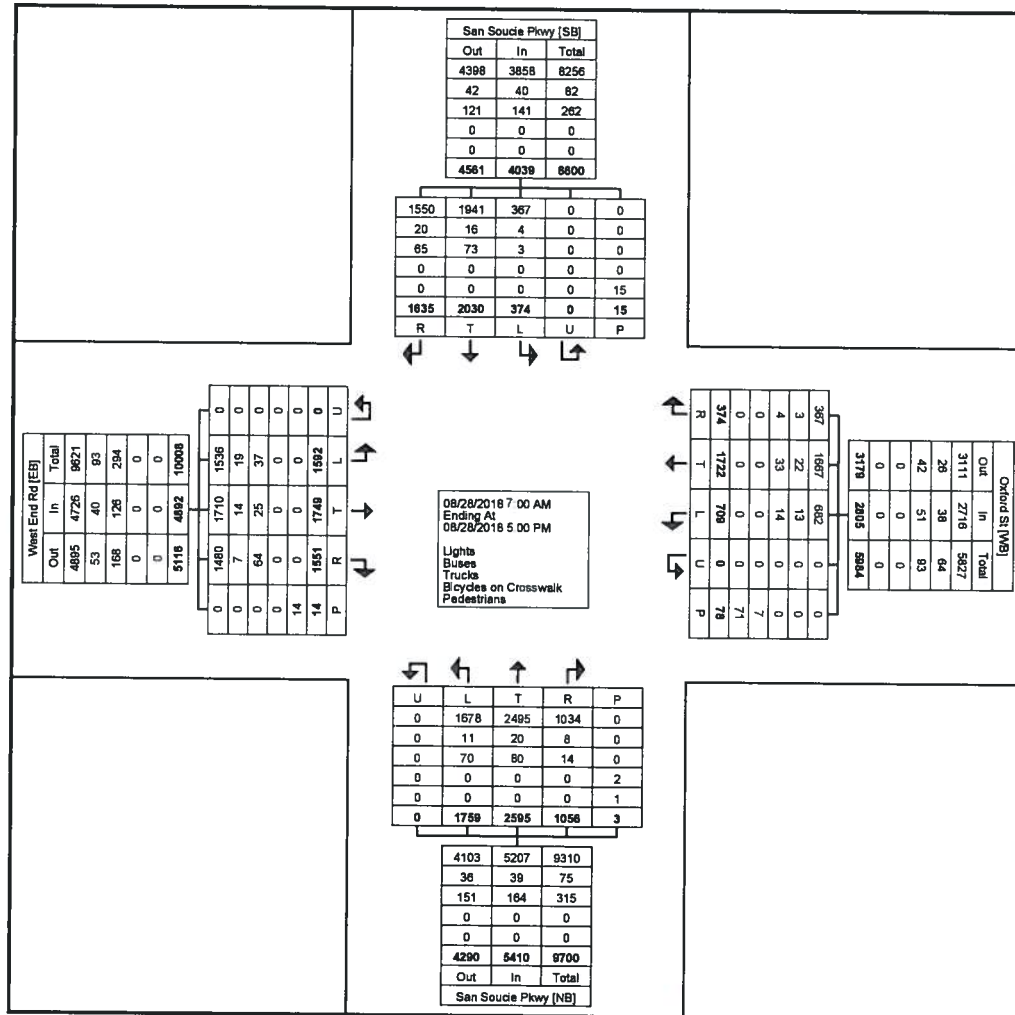 San Soucie Pkwy [SB]
Out In Total
4398 3858 8256
42 40 82
121 141 262
0 0 0
0 0 0
4561 4039 8600
1550 1941 367 0 0
20 16 4 0 0
65 73 3 0 0
0 0 0 0 0
0 0 0 0 15
1635 2030 374 0 15
R T L U P
West End Rd [EB]
Out In Total
4895 4726 9621
53 40 93
168 126 294
0 0 0
0 0 0
5116 4892 10008
0 1480 1710 1536 0
0 7 14 19 0
0 64 25 37 0
0 0 0 0 0
14 0 0 0 0
14 1551 1749 1592 0
P R T L U
08/28/2018 7:00 AM
Ending At
08/28/2018 5:00 PM
Lights
Buses
Trucks
Bicycles on Crosswalk
Pedestrians
Oxford St [WB]
Out In Total
3111 2716 5827
26 38 64
42 51 93
0 0 0
0 0 0
3179 2805 5984
367 1667 682 0 0
3 22 13 0 0
4 33 14 0 0
0 0 0 0 7
0 0 0 0 71
374 1722 709 0 78
R T L U P
U L T R P
0 1678 2495 1034 0
0 11 20 8 0
0 70 80 14 0
0 0 0 0 2
0 0 0 0 1
0 1759 2595 1056 3
4103 5207 9310
36 39 75
151 164 315
0 0 0
0 0 0
4290 5410 9700
Out In Total
San Soucie Pkwy [NB]